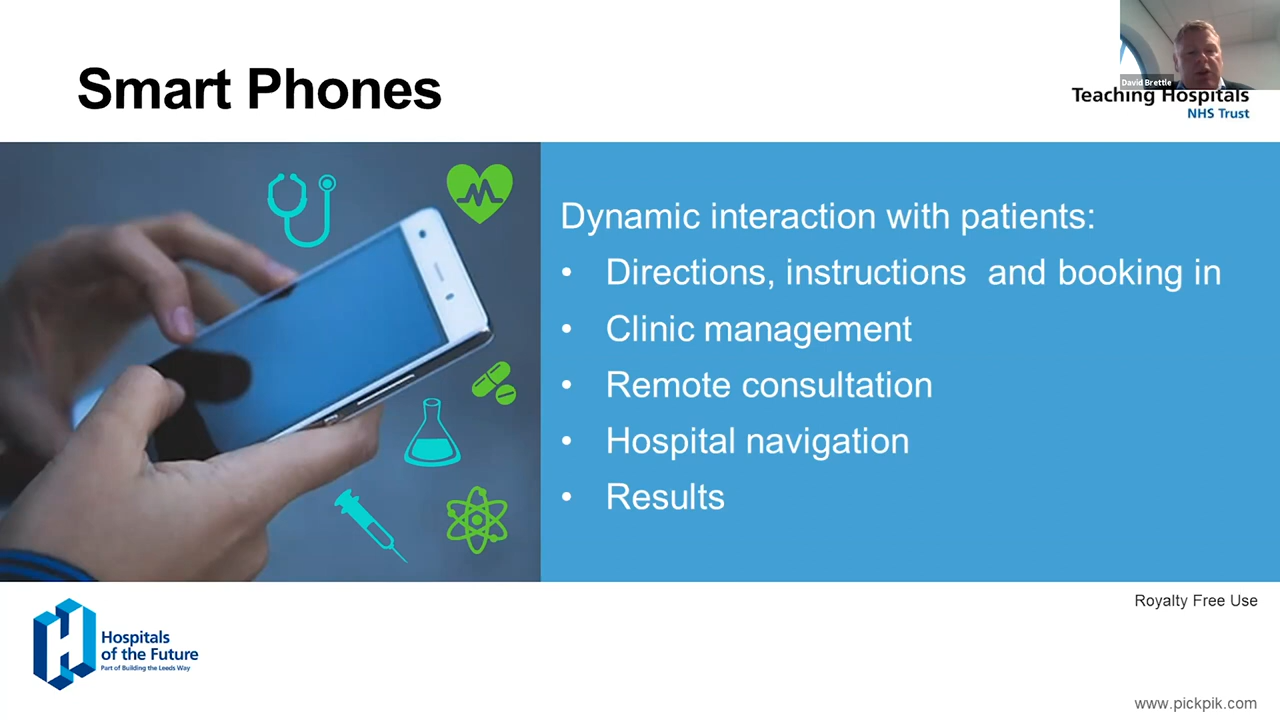 Smart Phones
David Brettle
Teaching Hospitals
NHS Trust
Dynamic interaction with patients:
• Directions, instructions and booking in
• Clinic management
• Remote consultation
• Hospital navigation
• Results
Royalty Free Use
Hospitals
of the Future
Part of Building the Leeds Way
www.pickpik.com